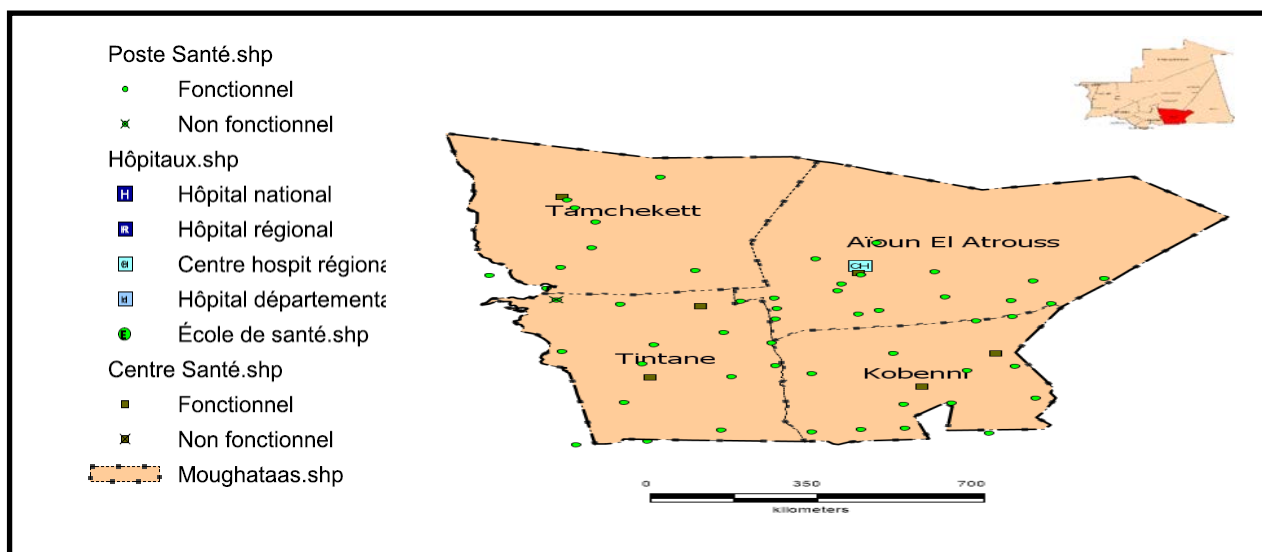 Poste Santé.shp
Fonctionnel
Non fonctionnel
Hôpitaux.shp
H Hôpital national
Hôpital régional
Centre hospit régiona
Hôpital départementa
E École de santé.shp
Centre Santé.shp
Fonctionnel
Non fonctionnel
Moughataas.shp
Tamchekett
Aïoun El Atrouss
CH
Tintane
Kobenni
0 350 700
kilometers